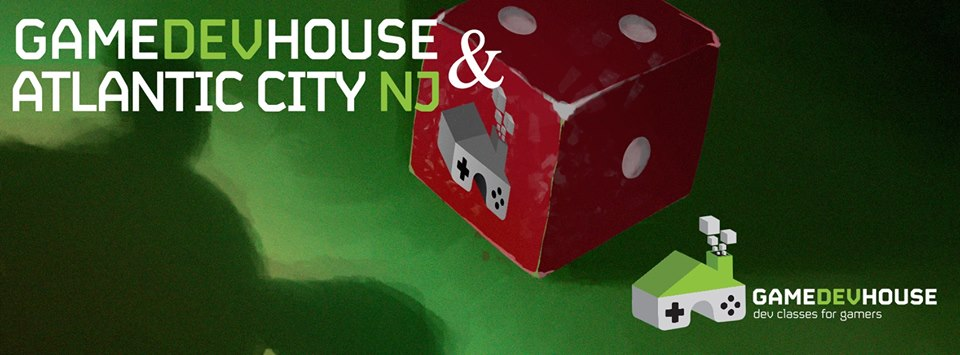 GAMEDEVHOUSE &
ATLANTIC CITY NJ
GAMEDEVHOUSE
dev classes for gamers